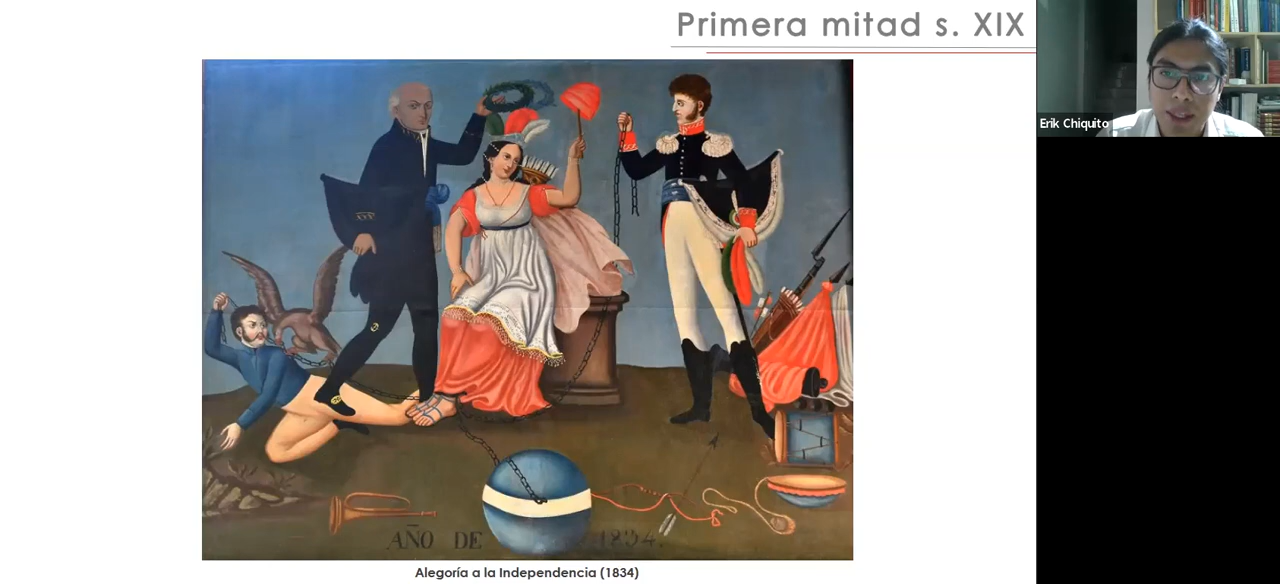 Primera mitad s. XIX
Erik Chiquito
AÑO DE 1834.
Alegoría a la Independencia (1834)